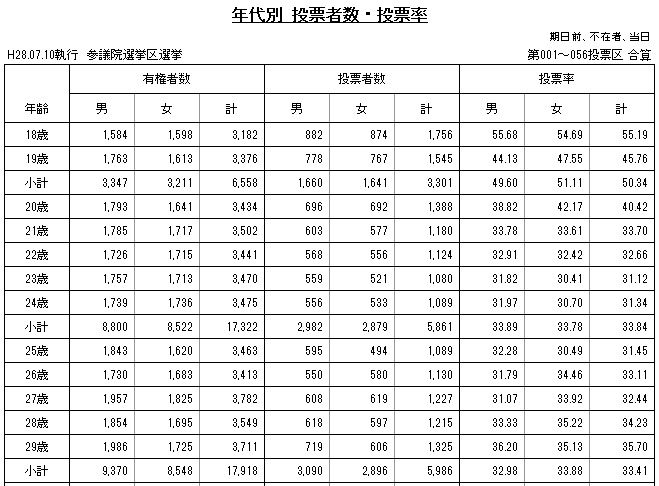 年代別 投票者数・投票率
期日前、不在者、当日
H28.07.10執行 参議院選挙区選挙 第001～056投票区 合算
有権者数 投票者数 投票率
年齢 男 女 計 男 女 計 男 女 計
18歳 1,584 1,598 3,182 882 874 1,756 55.68 54.69 55.19
19歳 1,763 1,613 3,376 778 767 1,545 44.13 47.55 45.76
小計 3,347 3,211 6,558 1,660 1,641 3,301 49.60 51.11 50.34
20歳 1,793 1,641 3,434 696 692 1,388 38.82 42.17 40.42
21歳 1,785 1,717 3,502 603 577 1,180 33.78 33.61 33.70
22歳 1,726 1,715 3,441 568 556 1,124 32.91 32.42 32.66
23歳 1,757 1,713 3,470 559 521 1,080 31.82 30.41 31.12
24歳 1,739 1,736 3,475 556 533 1,089 31.97 30.70 31.34
小計 8,800 8,522 17,322 2,982 2,879 5,861 33.89 33.78 33.84
25歳 1,843 1,620 3,463 595 494 1,089 32.28 30.49 31.45
26歳 1,730 1,683 3,413 550 580 1,130 31.79 34.46 33.11
27歳 1,957 1,825 3,782 608 619 1,227 31.07 33.92 32.44
28歳 1,854 1,695 3,549 618 597 1,215 33.33 35.22 34.23
29歳 1,986 1,725 3,711 719 606 1,325 36.20 35.13 35.70
小計 9,370 8,548 17,918 3,090 2,896 5,986 32.98 33.88 33.41